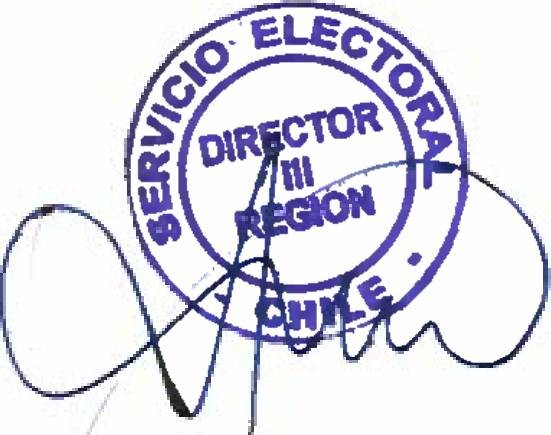 SERVICIO ELECTORAL
DIRECTOR
III
REGION
CHILE